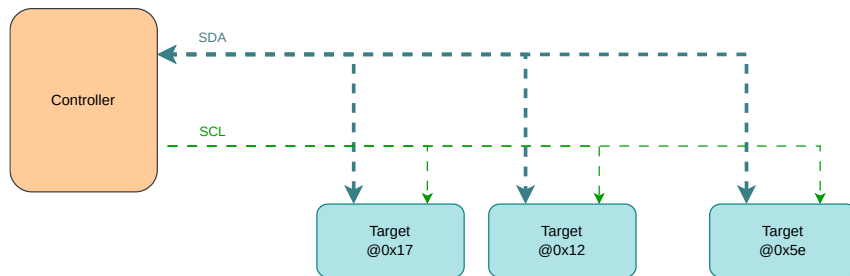 SDA
Controller
SCL
Target
@0x17
Target
@0x12
Target
@0x5e